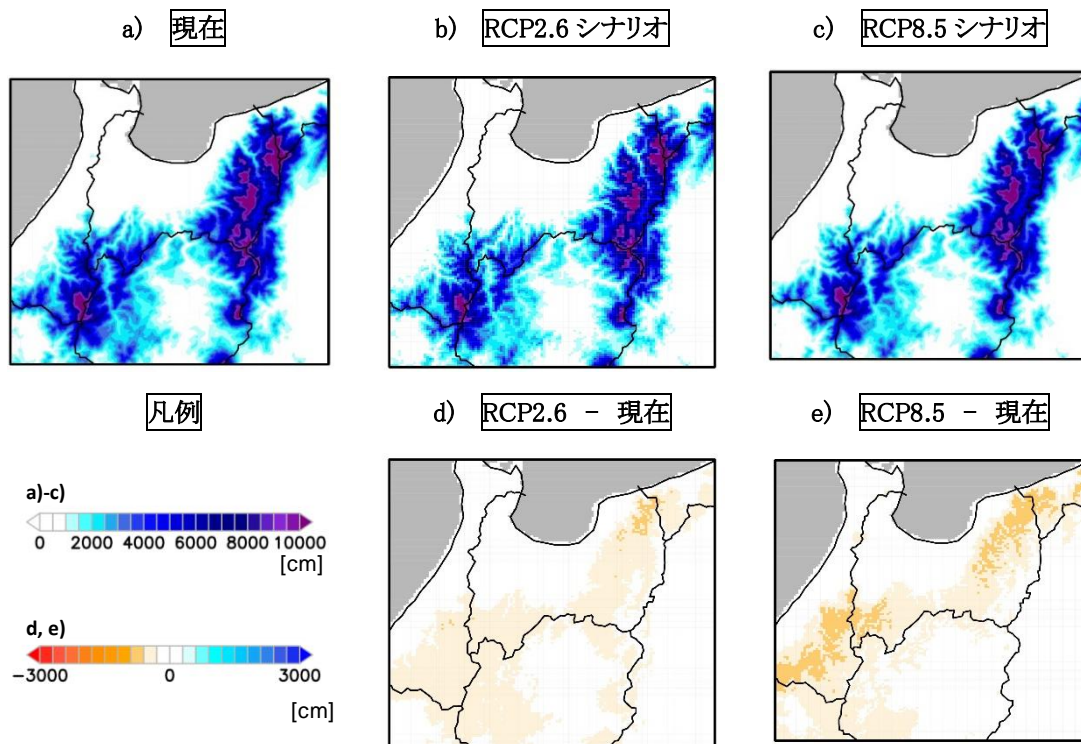 a) 現在
b) RCP2.6 シナリオ
c) RCP8.5 シナリオ
凡例
d) RCP2.6 － 現在
e) RCP8.5 － 現在
a)-c)
0 2000 4000 6000 8000 10000
[cm]
d, e)
−3000 0 3000
[cm]